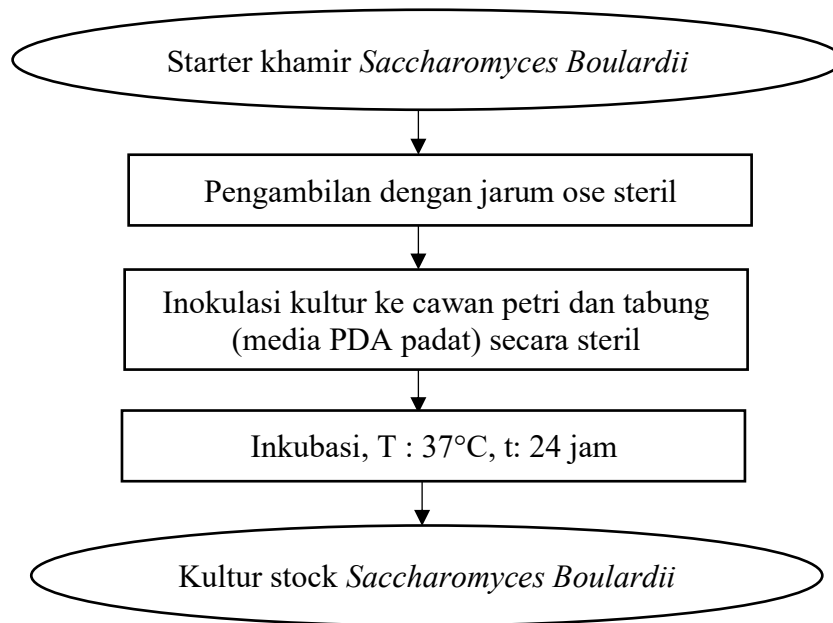 Starter khamir Saccharomyces Boulardii
Pengambilan dengan jarum ose steril
Inokulasi kultur ke cawan petri dan tabung
(media PDA padat) secara steril
Inkubasi, T : 37°C, t: 24 jam
Kultur stock Saccharomyces Boulardii